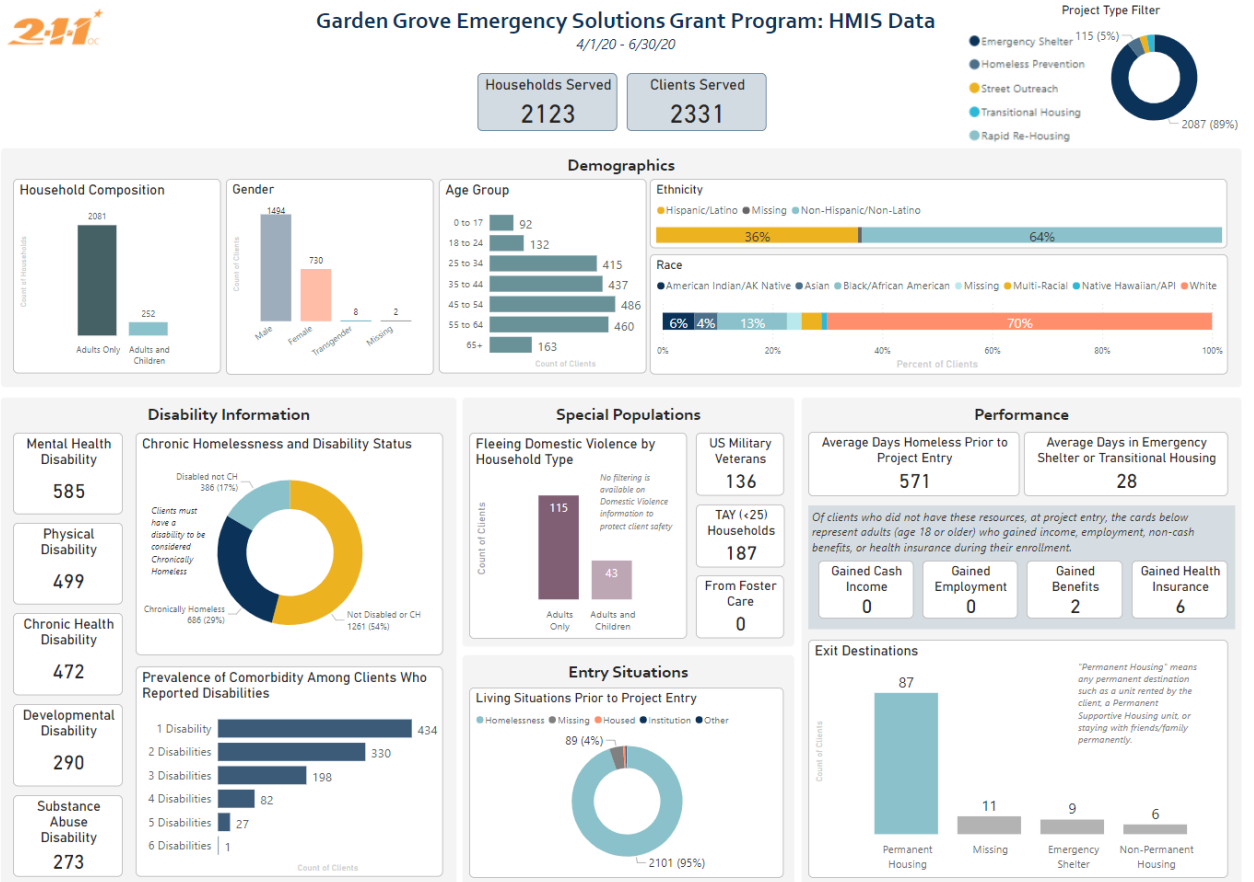 2·1·1 OC
Garden Grove Emergency Solutions Grant Program: HMIS Data
4/1/20 - 6/30/20
Households Served
2123
Clients Served
2331
Project Type Filter
Emergency Shelter
Homeless Prevention
Street Outreach
Transitional Housing
Rapid Re-Housing
115 (5%)
2087 (89%)
Demographics
Household Composition
Count of Households
2081
252
Adults Only
Adults and
Children
Gender
Count of Clients
1494
730
8
2
Male
Female
Transgender
Missing
Age Group
0 to 17 92
18 to 24 132
25 to 34 415
35 to 44 437
45 to 54 486
55 to 64 460
65+ 163
Count of Clients
Ethnicity
Hispanic/Latino Missing Non-Hispanic/Non-Latino
36% 64%
Race
American Indian/AK Native Asian Black/African American Missing Multi-Racial Native Hawaiian/API White
6% 4% 13% 70%
0% 20% 40% 60% 80% 100%
Percent of Clients
Disability Information
Mental Health
Disability
585
Physical
Disability
499
Chronic Health
Disability
472
Developmental
Disability
290
Substance
Abuse
Disability
273
Chronic Homelessness and Disability Status
Disabled not CH
386 (17%)
Clients must
have a
disability to be
considered
Chronically
Homeless
Chronically Homeless
686 (29%)
Not Disabled or CH
1261 (54%)
Prevalence of Comorbidity Among Clients Who
Reported Disabilities
1 Disability 434
2 Disabilities 330
3 Disabilities 198
4 Disabilities 82
5 Disabilities 27
6 Disabilities 1
Count of Clients
Special Populations
Fleeing Domestic Violence by
Household Type
No filtering is
available on
Domestic Violence
information to
protect client safety
Count of Clients
115
43
Adults
Only
Adults and
Children
US Military
Veterans
136
TAY (<25)
Households
187
From Foster
Care
0
Entry Situations
Living Situations Prior to Project Entry
Homelessness Missing Housed Institution Other
89 (4%)
2101 (95%)
Performance
Average Days Homeless Prior to
Project Entry
571
Average Days in Emergency
Shelter or Transitional Housing
28
Of clients who did not have these resources, at project entry, the cards below
represent adults (age 18 or older) who gained income, employment, non-cash
benefits, or health insurance during their enrollment.
Gained Cash
Income
0
Gained
Employment
0
Gained
Benefits
2
Gained Health
Insurance
6
Exit Destinations
"Permanent Housing" means
any permanent destination
such as a unit rented by the
client, a Permanent
Supportive Housing unit, or
staying with friends/family
permanently.
Count of Clients
87
11
9
6
Permanent
Housing
Missing
Emergency
Shelter
Non-Permanent
Housing